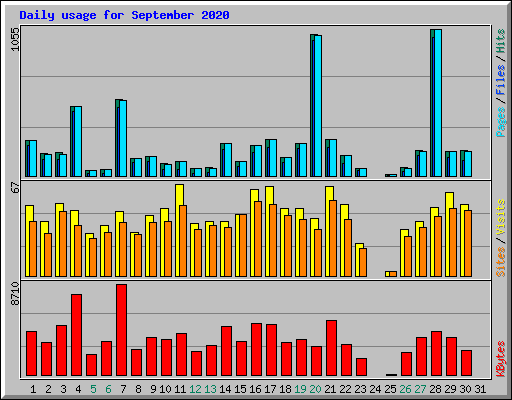 Daily usage for September 2020
1055
Pages / Files / Hits
67
Sites / Visits
8710
KBytes
1 2 3 4 5 6 7 8 9 10 11 12 13 14 15 16 17 18 19 20 21 22 23 24 25 26 27 28 29 30 31